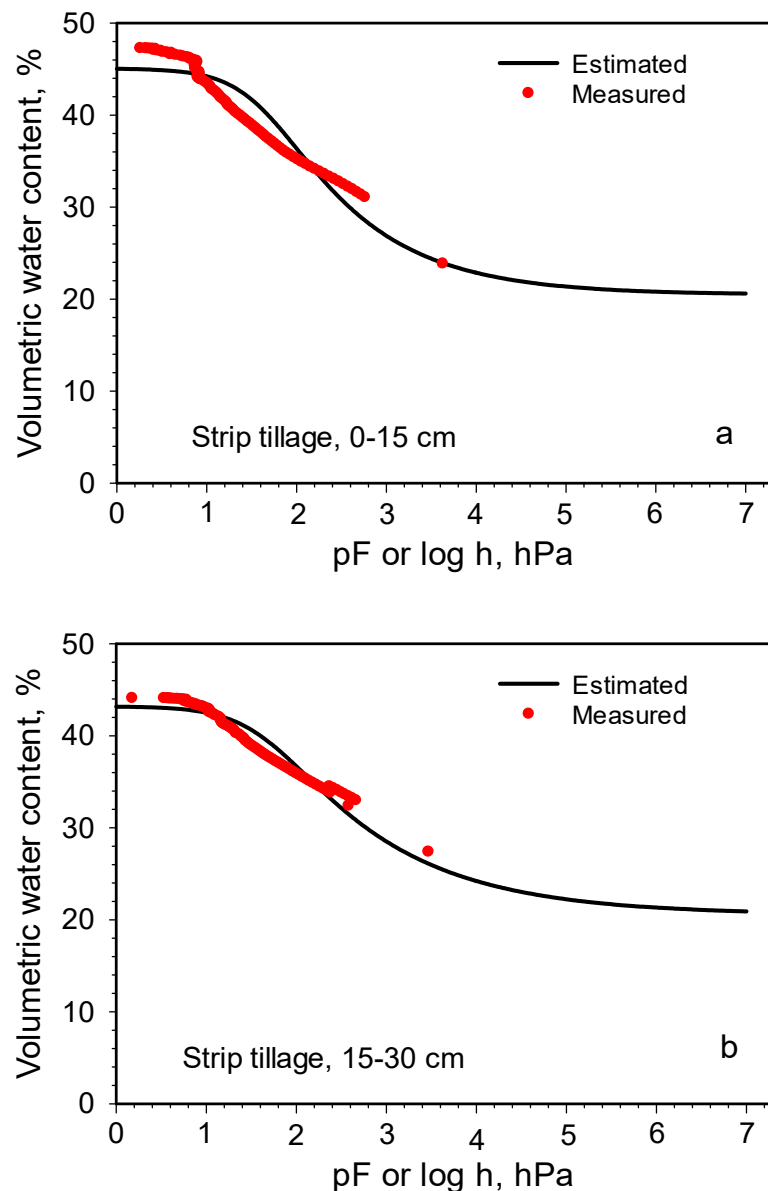 50
40
30
20
10
0
Volumetric water content, %
Estimated
Measured
Strip tillage, 0-15 cm
a
0 1 2 3 4 5 6 7
pF or log h, hPa
50
40
30
20
10
0
Volumetric water content, %
Estimated
Measured
Strip tillage, 15-30 cm
b
0 1 2 3 4 5 6 7
pF or log h, hPa